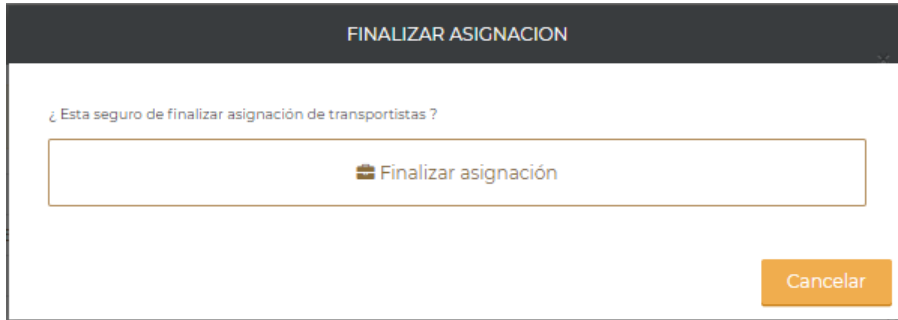 FINALIZAR ASIGNACION
¿ Esta seguro de finalizar asignación de transportistas ?
Finalizar asignación
Cancelar